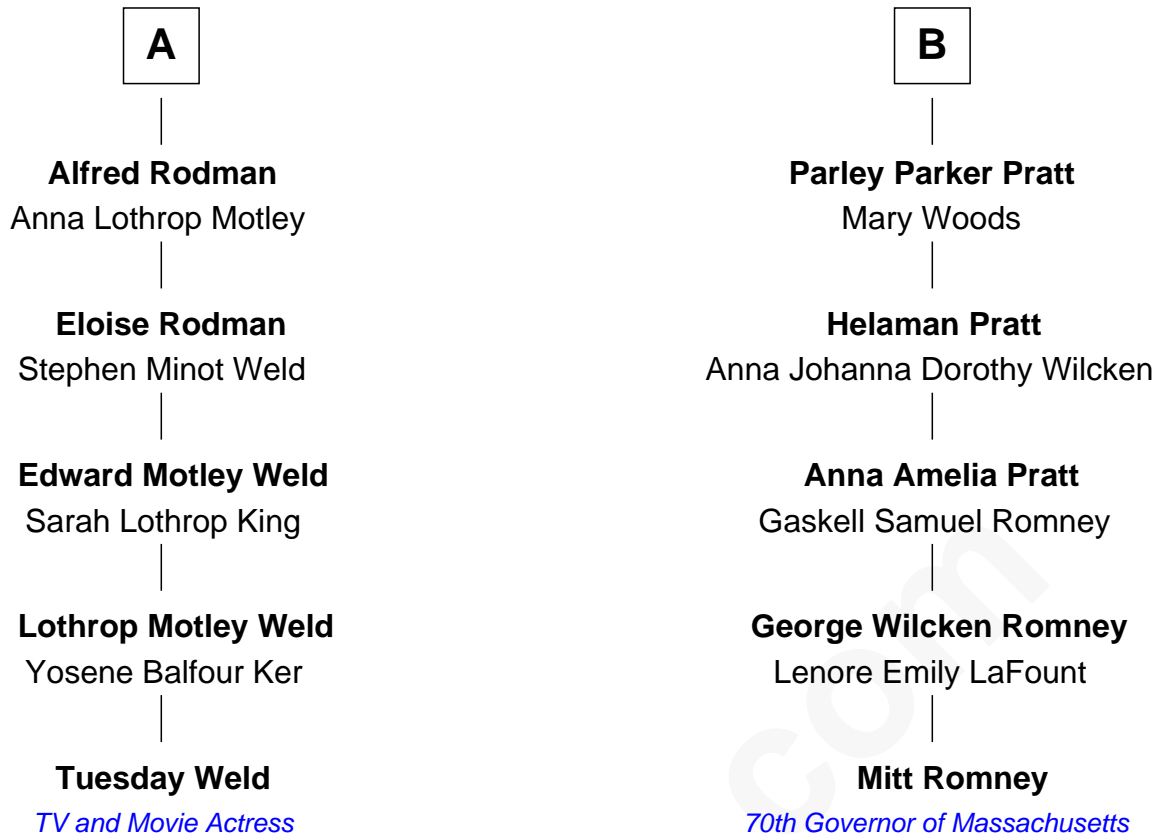 A
Alfred Rodman
Anna Lothrop Motley
Eloise Rodman
Stephen Minot Weld
Edward Motley Weld
Sarah Lothrop King
Lothrop Motley Weld
Yosene Balfour Ker
Tuesday Weld
TV and Movie Actress
B
Parley Parker Pratt
Mary Woods
Helaman Pratt
Anna Johanna Dorothy Wilcken
Anna Amelia Pratt
Gaskell Samuel Romney
George Wilcken Romney
Lenore Emily LaFount
Mitt Romney
70th Governor of Massachusetts
com